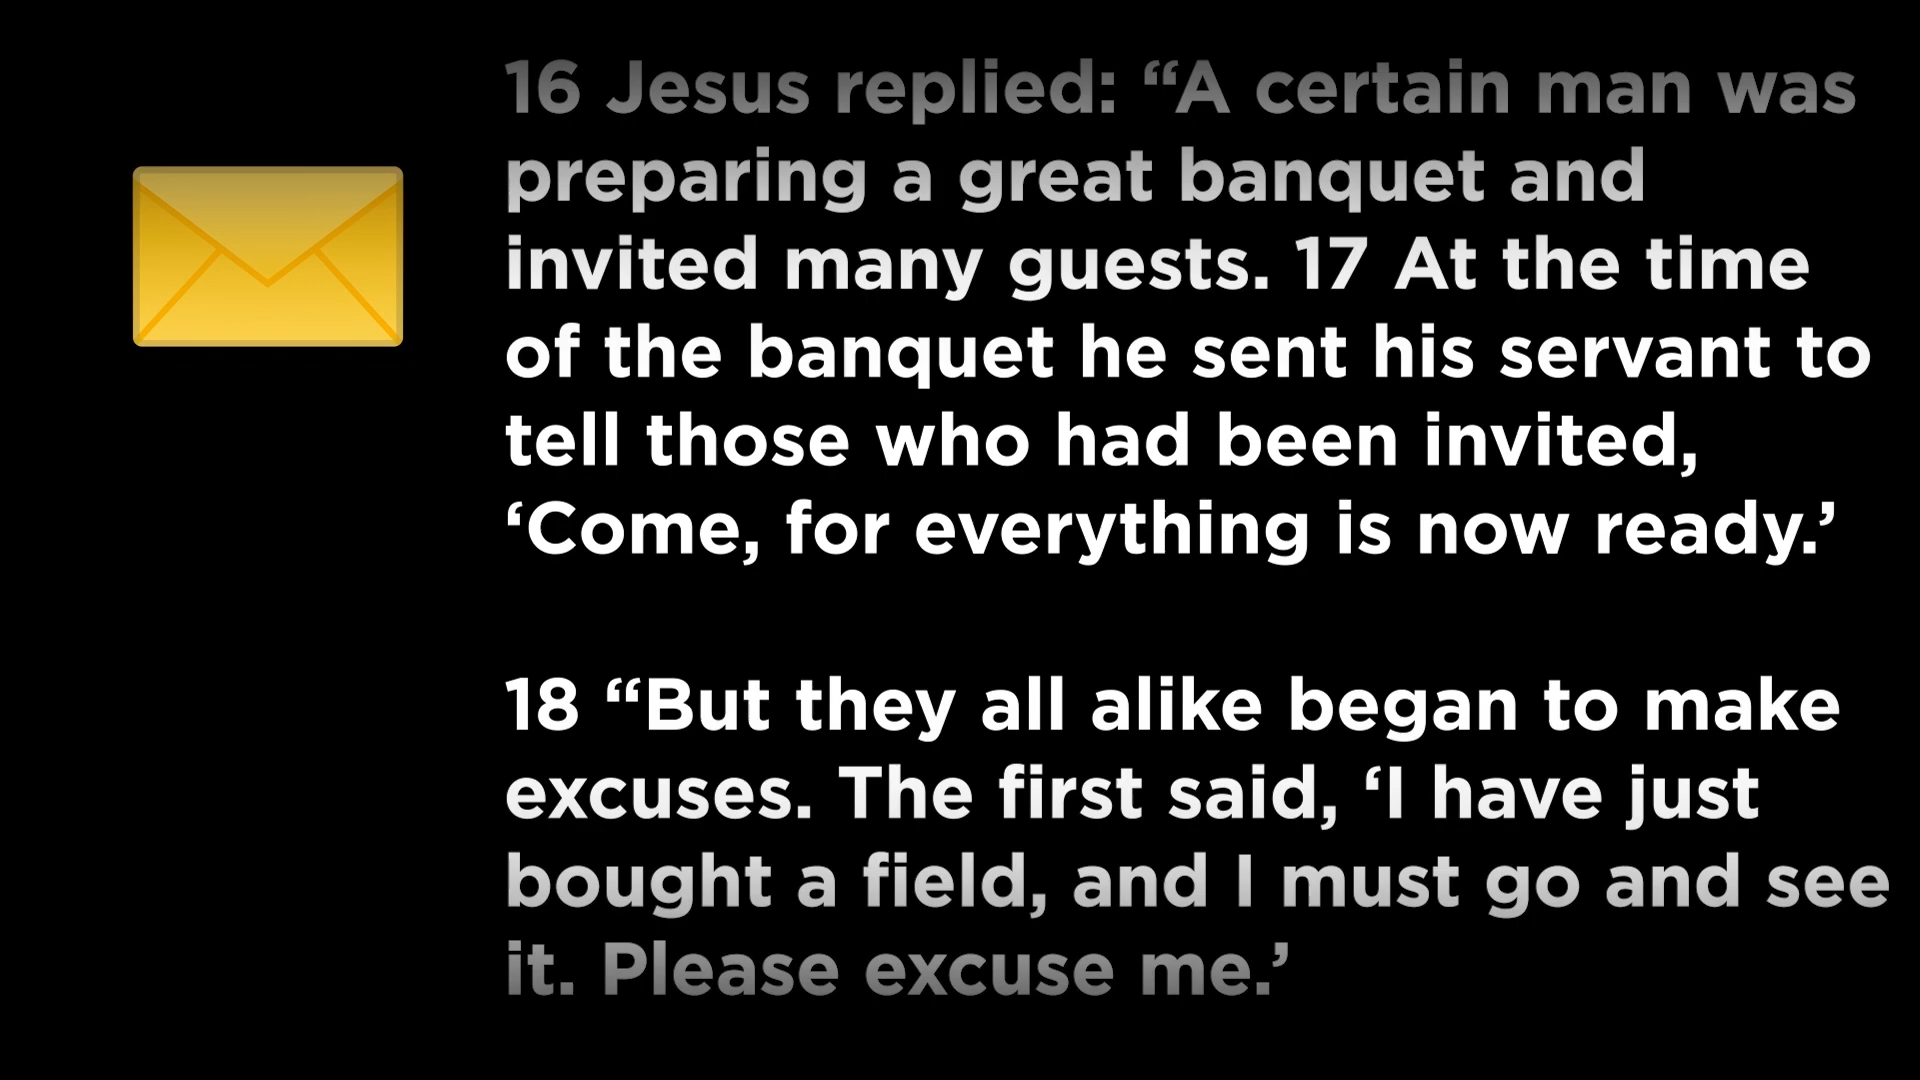 16 Jesus replied: “A certain man was
preparing a great banquet and
invited many guests. 17 At the time
of the banquet he sent his servant to
tell those who had been invited,
‘Come, for everything is now ready.’
18 “But they all alike began to make
excuses. The first said, ‘I have just
bought a field, and I must go and see
it. Please excuse me.’